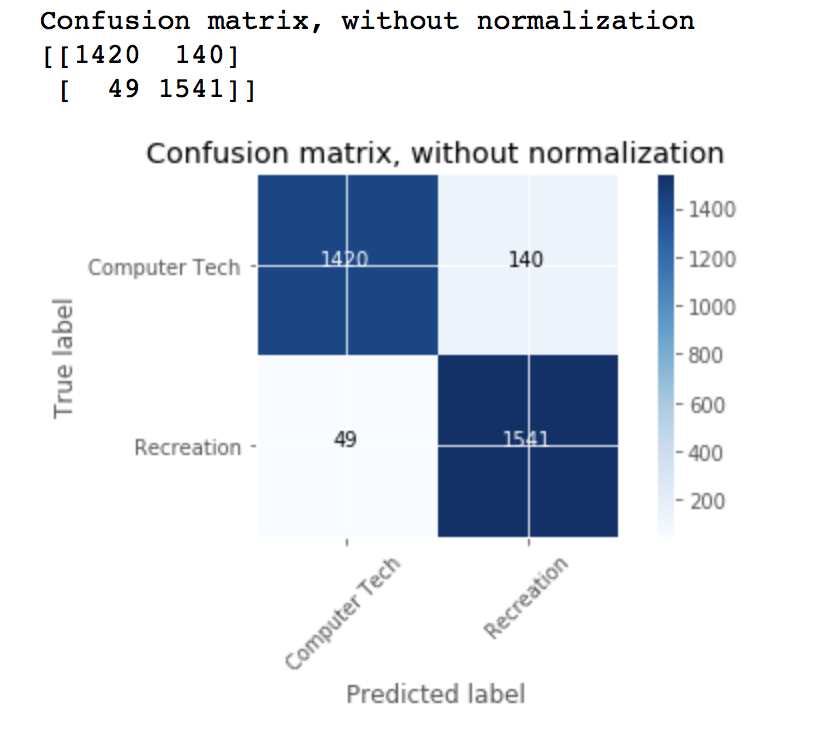 Confusion matrix, without normalization
[[1420  140]
 [  49 1541]]
Confusion matrix, without normalization
1420
140
49
1541
Computer Tech
Recreation
True label
Computer Tech
Recreation
Predicted label
1400
1200
1000
800
600
400
200